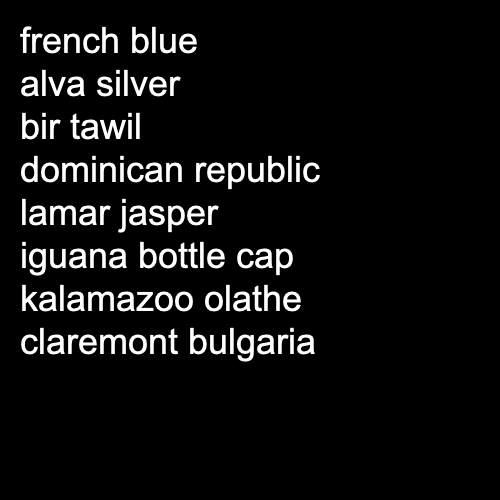 french blue
alva silver
bir tawil
dominican republic
lamar jasper
iguana bottle cap
kalamazoo olathe
claremont bulgaria